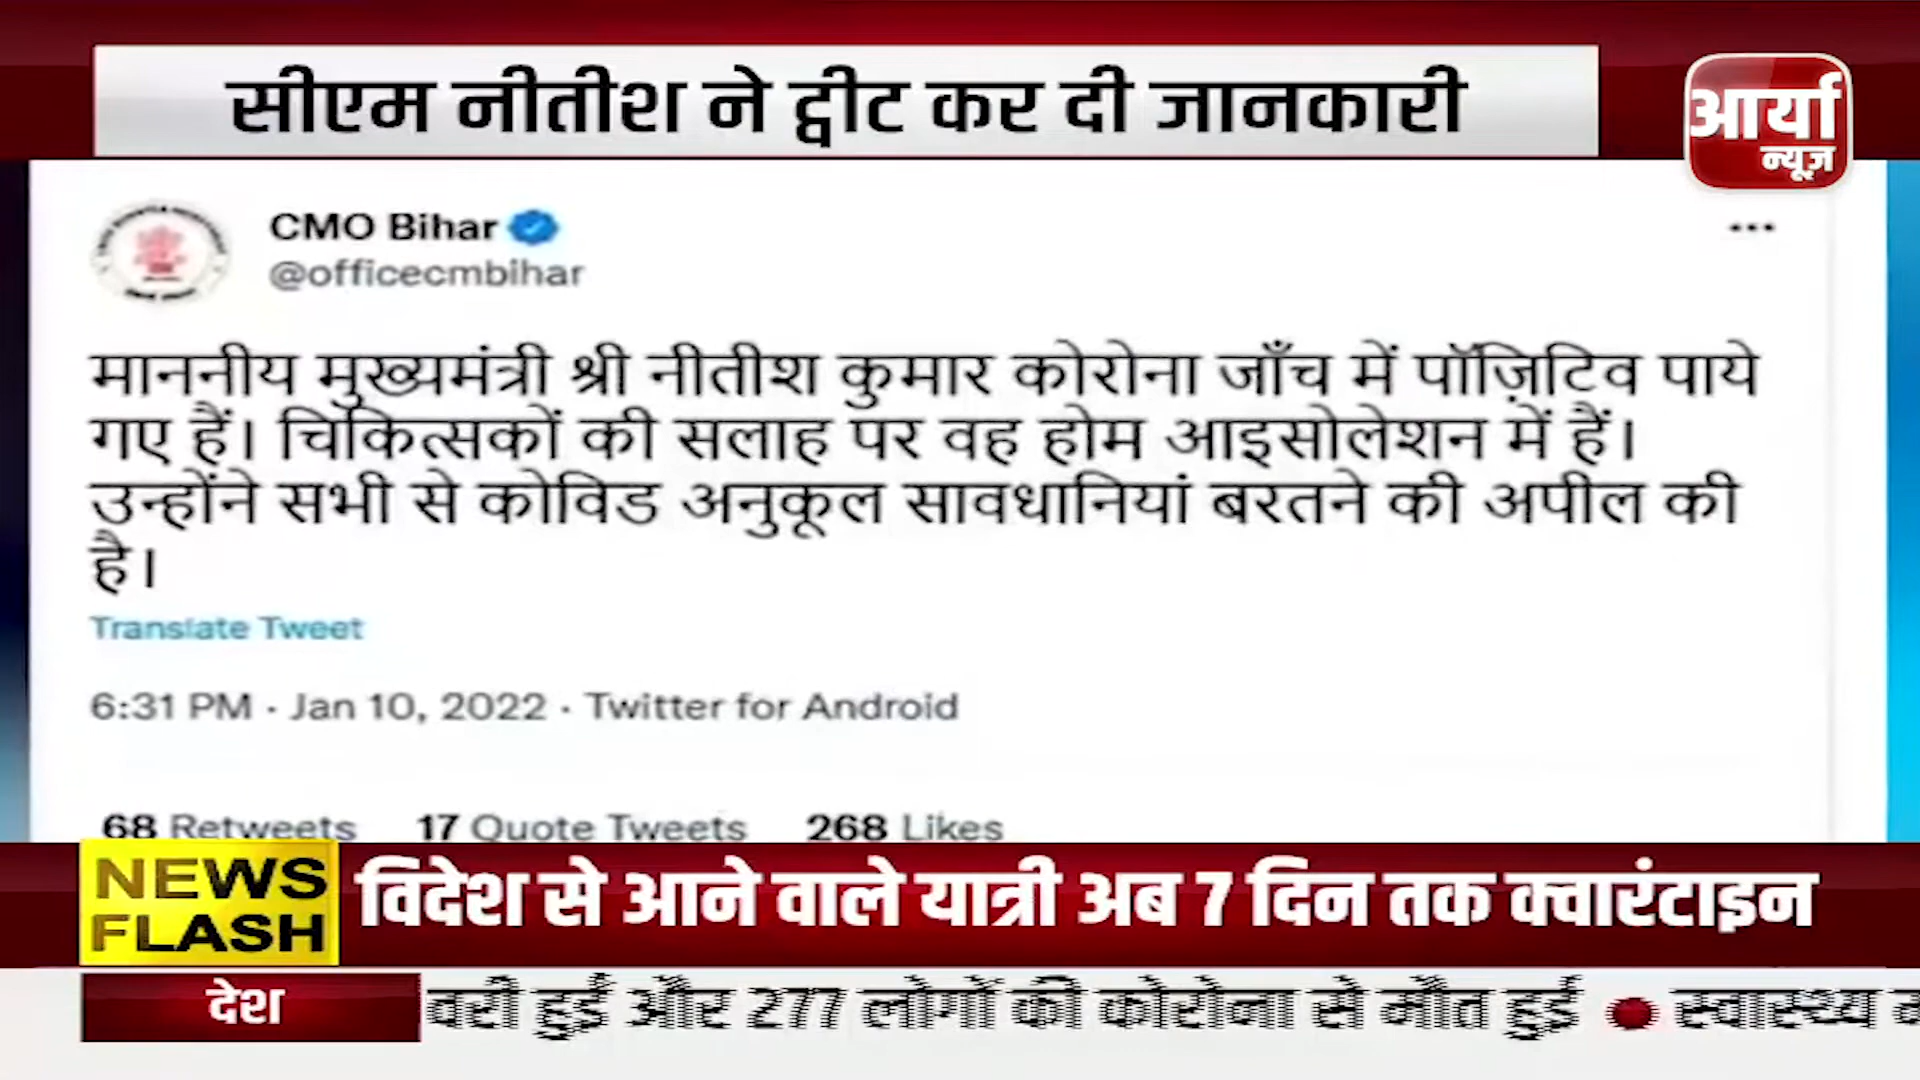 सीएम नीतीश ने ट्वीट कर दी जानकारी
आर्या
न्यूज़
CMO Bihar
@officecmbihar
माननीय मुख्यमंत्री श्री नीतीश कुमार कोरोना जाँच में पॉज़िटिव पाये
गए हैं। चिकित्सकों की सलाह पर वह होम आइसोलेशन में हैं।
उन्होंने सभी से कोविड अनुकूल सावधानियां बरतने की अपील की
है।
Translate Tweet
6:31 PM · Jan 10, 2022 · Twitter for Android
68 Retweets 17 Quote Tweets 268 Likes
NEWS
FLASH
विदेश से आने वाले यात्री अब 7 दिन तक क्वारंटाइन
देश
वरी हुई और 277 लोगों की कोरोना से मौत हुई ● स्वास्थ्य